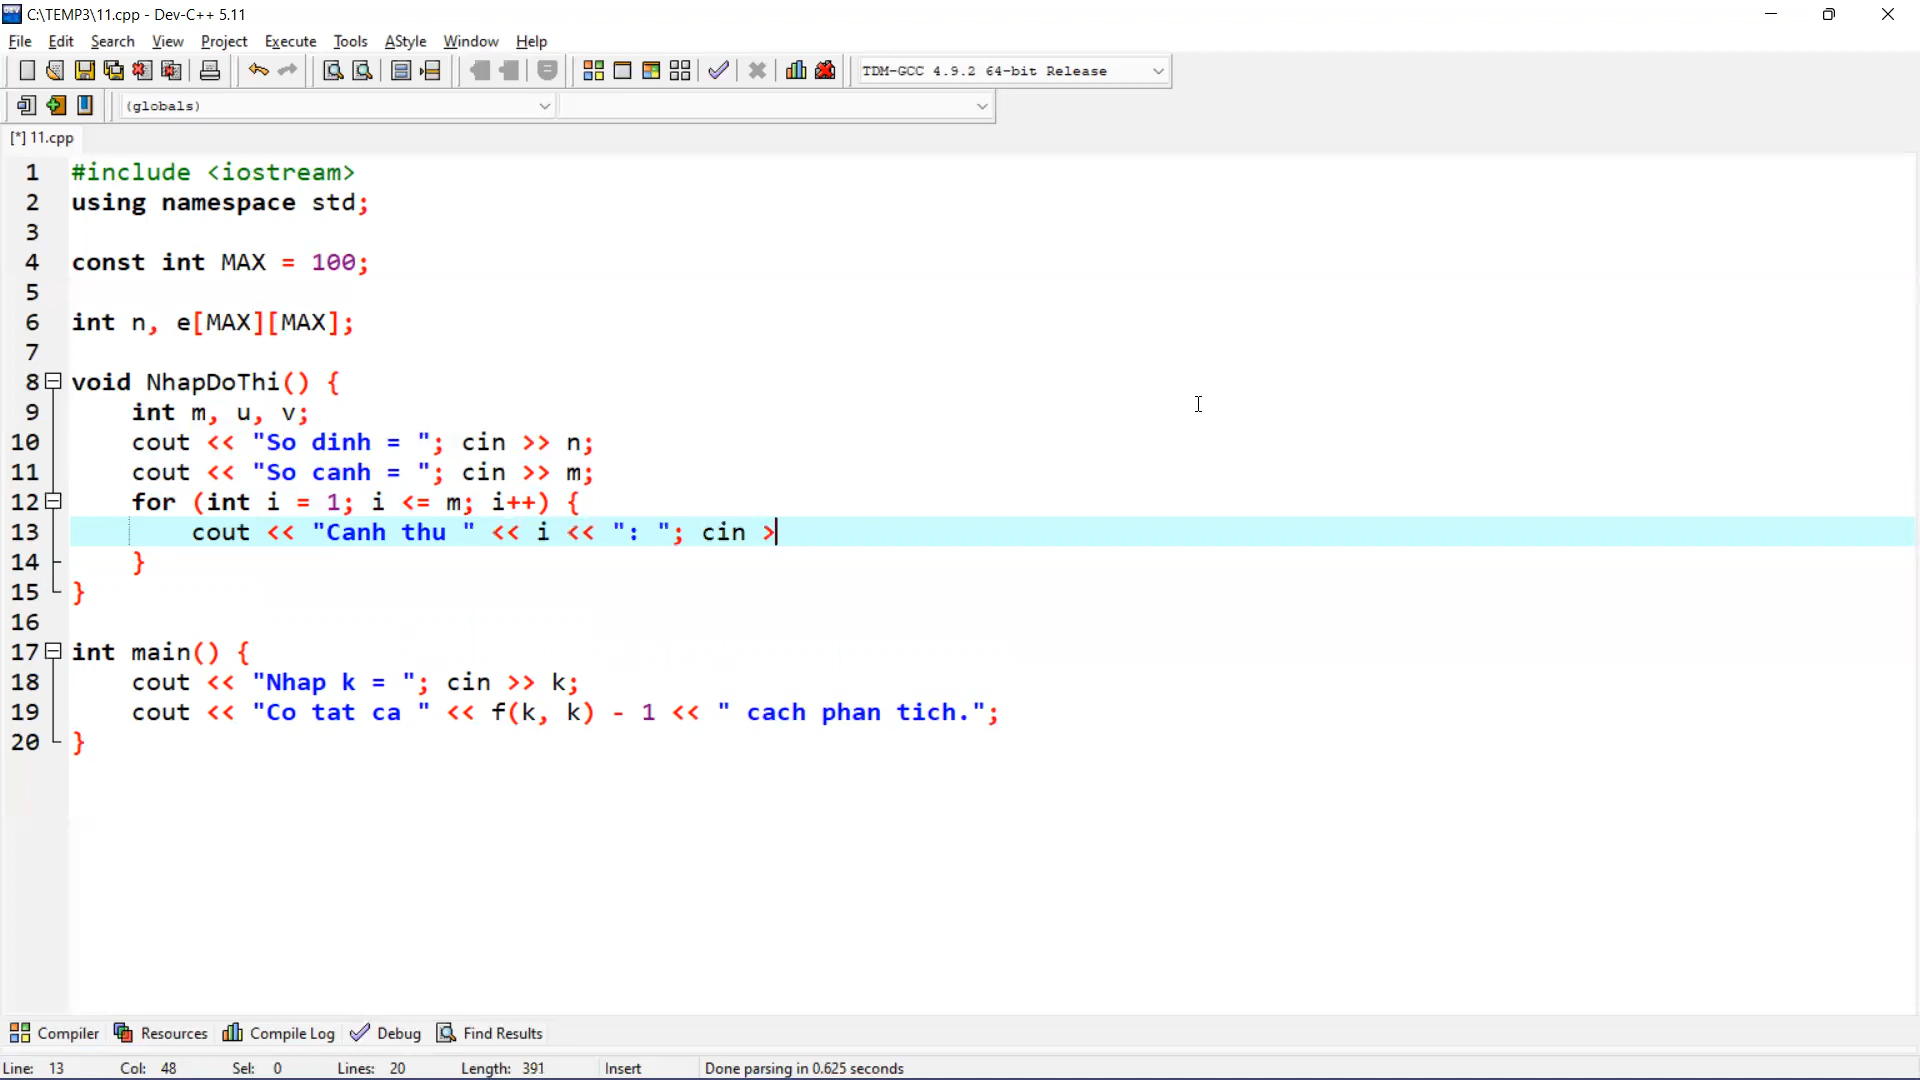 C:\TEMP3\11.cpp - Dev-C++ 5.11
File Edit Search View Project Execute Tools AStyle Window Help
TDM-GCC 4.9.2 64-bit Release
(globals)
[*] 11.cpp
1 #include <iostream>
2 using namespace std;
3
4 const int MAX = 100;
5
6 int n, e[MAX][MAX];
7
8 void NhapDoThi() {
9 int m, u, v;
10 cout << "So dinh = "; cin >> n;
11 cout << "So canh = "; cin >> m;
12 for (int i = 1; i <= m; i++) {
13 cout << "Canh thu " << i << ": "; cin >
14 }
15 }
16
17 int main() {
18 cout << "Nhap k = "; cin >> k;
19 cout << "Co tat ca " << f(k, k) - 1 << " cach phan tich.";
20 }
Compiler Resources Compile Log Debug Find Results
Line: 13 Col: 48 Sel: 0 Lines: 20 Length: 391 Insert Done parsing in 0.625 seconds